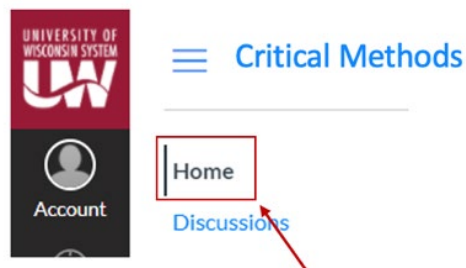 UNIVERSITY OF
WISCONSIN SYSTEM
UW
Critical Methods
Home
Account
Discussions